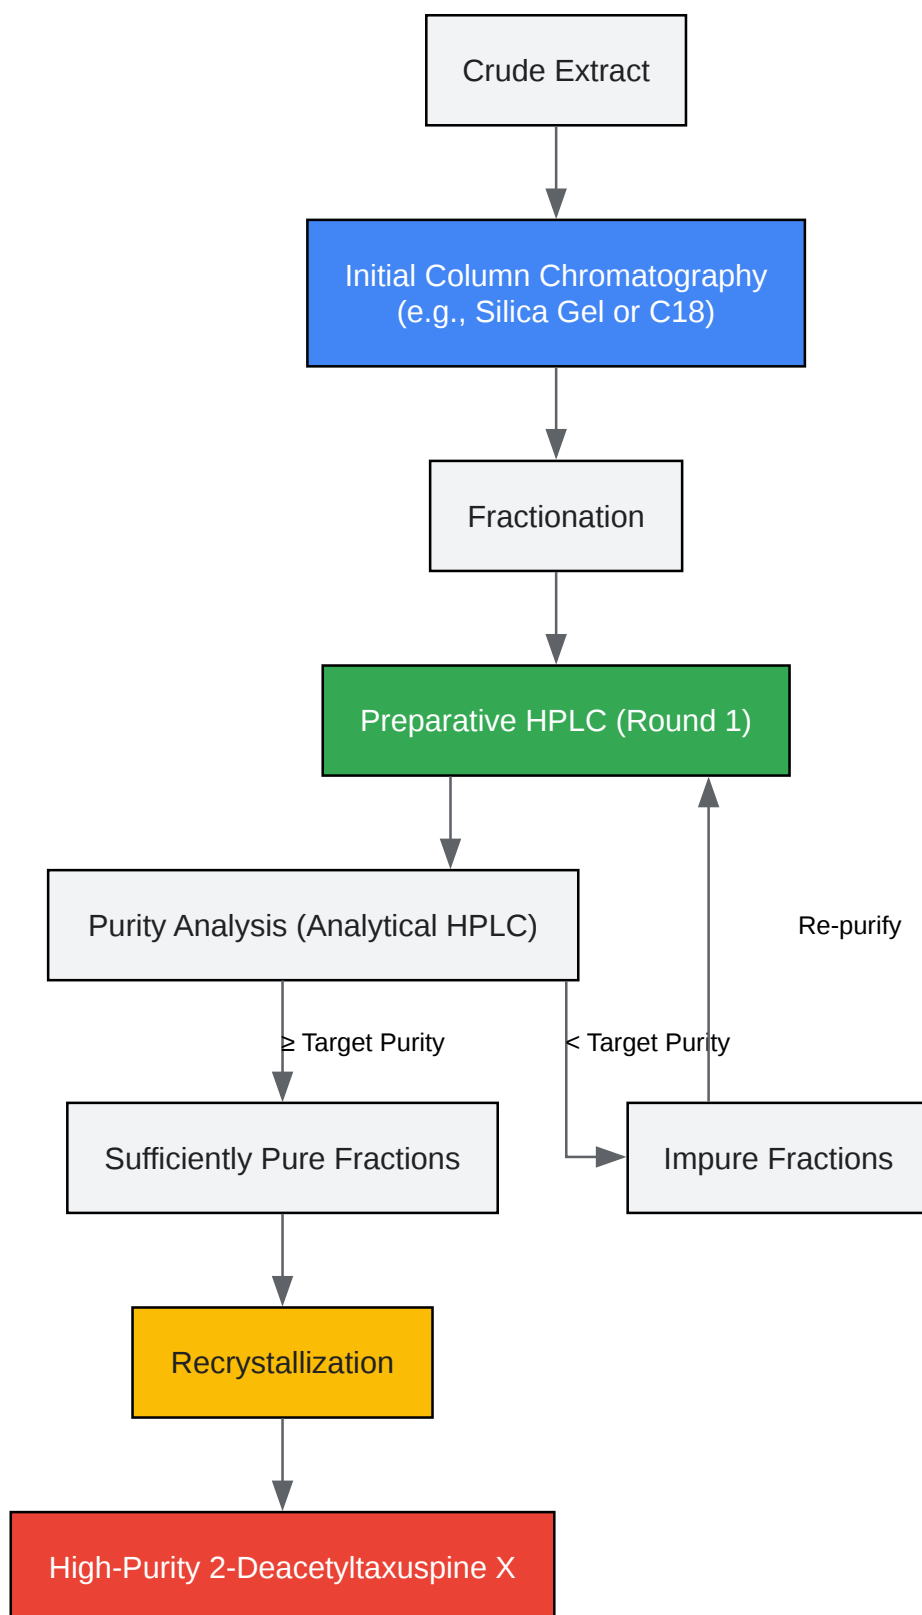 Crude Extract
Initial Column Chromatography
(e.g., Silica Gel or C18)
Fractionation
Preparative HPLC (Round 1)
Purity Analysis (Analytical HPLC)
Re-purify
≥ Target Purity
< Target Purity
Sufficiently Pure Fractions
Impure Fractions
Recrystallization
High-Purity 2-Deacetyltaxuspine X